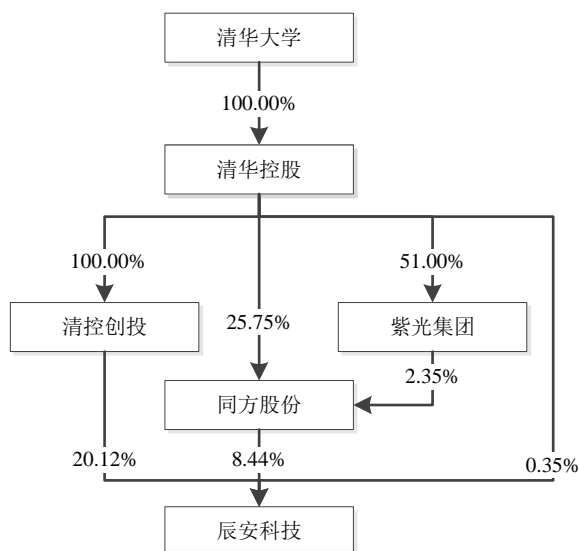 清华大学
100.00%
清华控股
100.00%
51.00%
清控创投
25.75%
紫光集团
2.35%
同方股份
20.12%
8.44%
0.35%
辰安科技